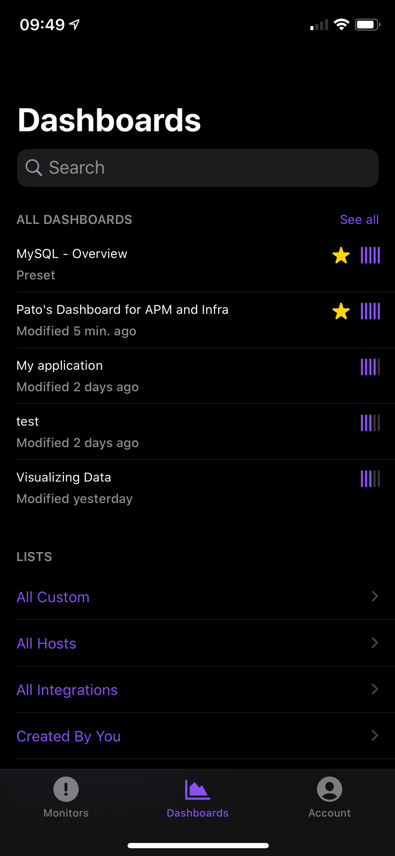 09:49
Dashboards
Search
ALL DASHBOARDS
See all
MySQL - Overview
Preset
Pato's Dashboard for APM and Infra
Modified 5 min. ago
My application
Modified 2 days ago
test
Modified 2 days ago
Visualizing Data
Modified yesterday
LISTS
All Custom
All Hosts
All Integrations
Created By You
Monitors
Dashboards
Account